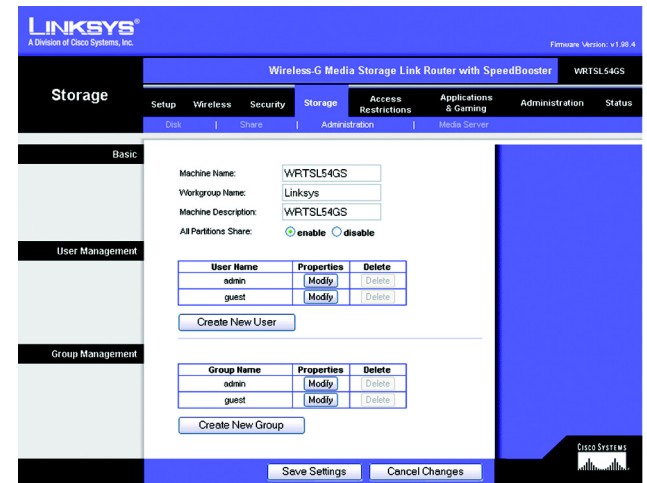 LINKSYS®
A Division of Cisco Systems, Inc.
Firmware Version: v1.98.4
Wireless-G Media Storage Link Router with SpeedBooster WRTSL54GS
Storage
Setup Wireless Security Storage Access Restrictions Applications & Gaming Administration Status
Disk | Share | Administration | Media Server
Basic
Machine Name: WRTSL54GS
Workgroup Name: Linksys
Machine Description: WRTSL54GS
All Partitions Share: enable disable
User Management
User Name Properties Delete
admin Modify Delete
guest Modify Delete
Create New User
Group Management
Group Name Properties Delete
admin Modify Delete
guest Modify Delete
Create New Group
CISCO SYSTEMS
Save Settings Cancel Changes